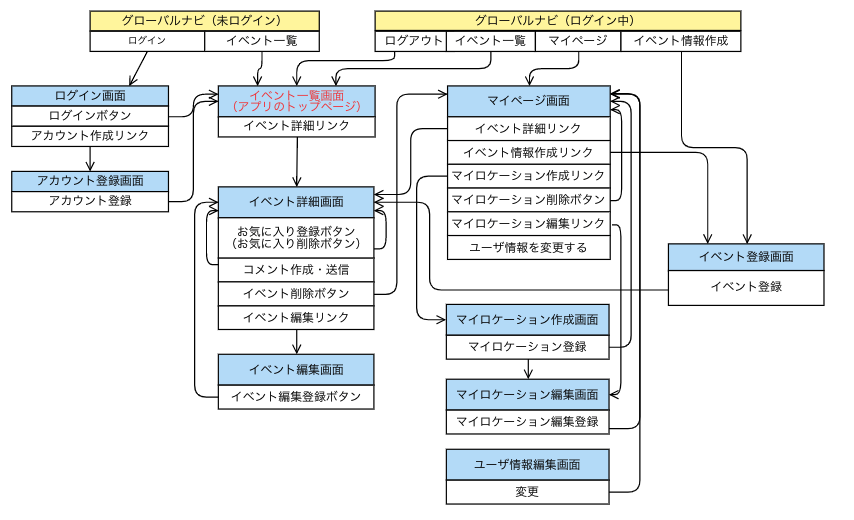 グローバルナビ（未ログイン）
ログイン
イベント一覧
グローバルナビ（ログイン中）
ログアウト
イベント一覧
マイページ
イベント情報作成
ログイン画面
ログインボタン
アカウント作成リンク
アカウント登録画面
アカウント登録
イベント一覧画面
（アプリのトップページ）
イベント詳細リンク
イベント詳細画面
お気に入り登録ボタン
（お気に入り削除ボタン）
コメント作成・送信
イベント削除ボタン
イベント編集リンク
イベント編集画面
イベント編集登録ボタン
マイページ画面
イベント詳細リンク
イベント情報作成リンク
マイロケーション作成リンク
マイロケーション削除ボタン
マイロケーション編集リンク
ユーザ情報を変更する
マイロケーション作成画面
マイロケーション登録
マイロケーション編集画面
マイロケーション編集登録
ユーザ情報編集画面
変更
イベント登録画面
イベント登録